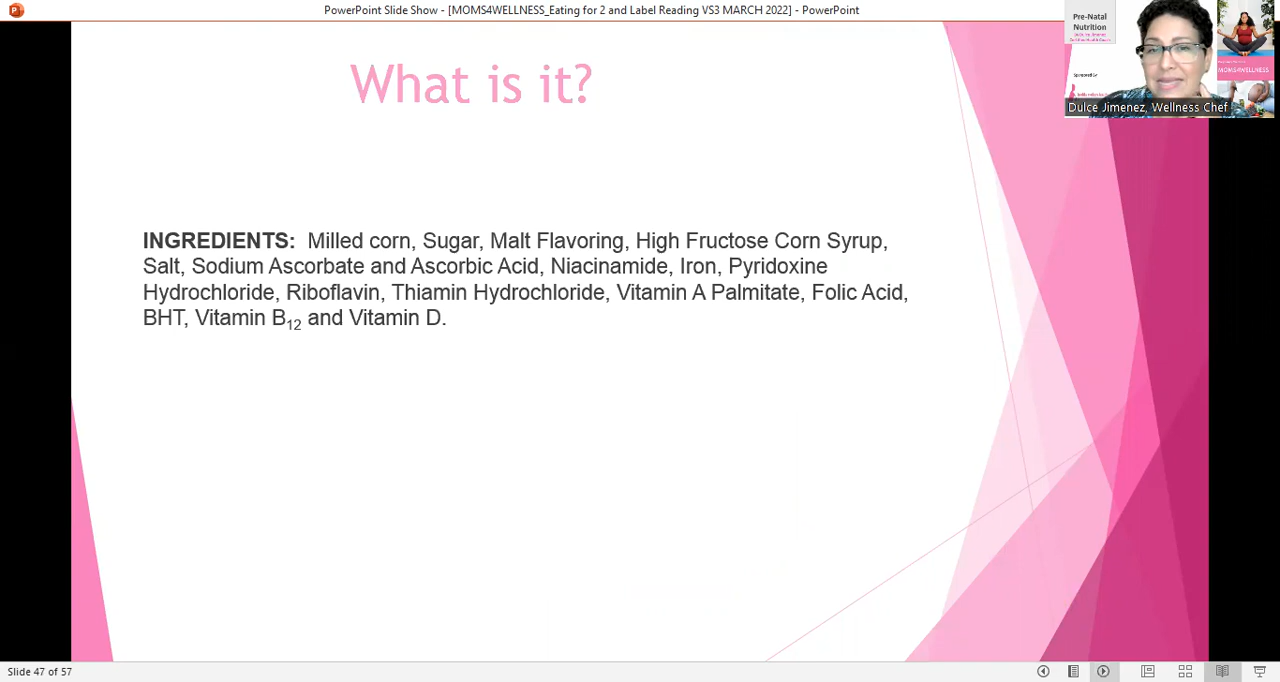 PowerPoint Slide Show - [MOMS4WELLNESS_Eating for 2 and Label Reading VS3 MARCH 2022] - PowerPoint
Pre-Natal
Nutrition
Sponsored by
MOMS4WELLNESS
Dulce Jimenez, Wellness Chef
What is it?
INGREDIENTS: Milled corn, Sugar, Malt Flavoring, High Fructose Corn Syrup,
Salt, Sodium Ascorbate and Ascorbic Acid, Niacinamide, Iron, Pyridoxine
Hydrochloride, Riboflavin, Thiamin Hydrochloride, Vitamin A Palmitate, Folic Acid,
BHT, Vitamin B12 and Vitamin D.
Slide 47 of 57